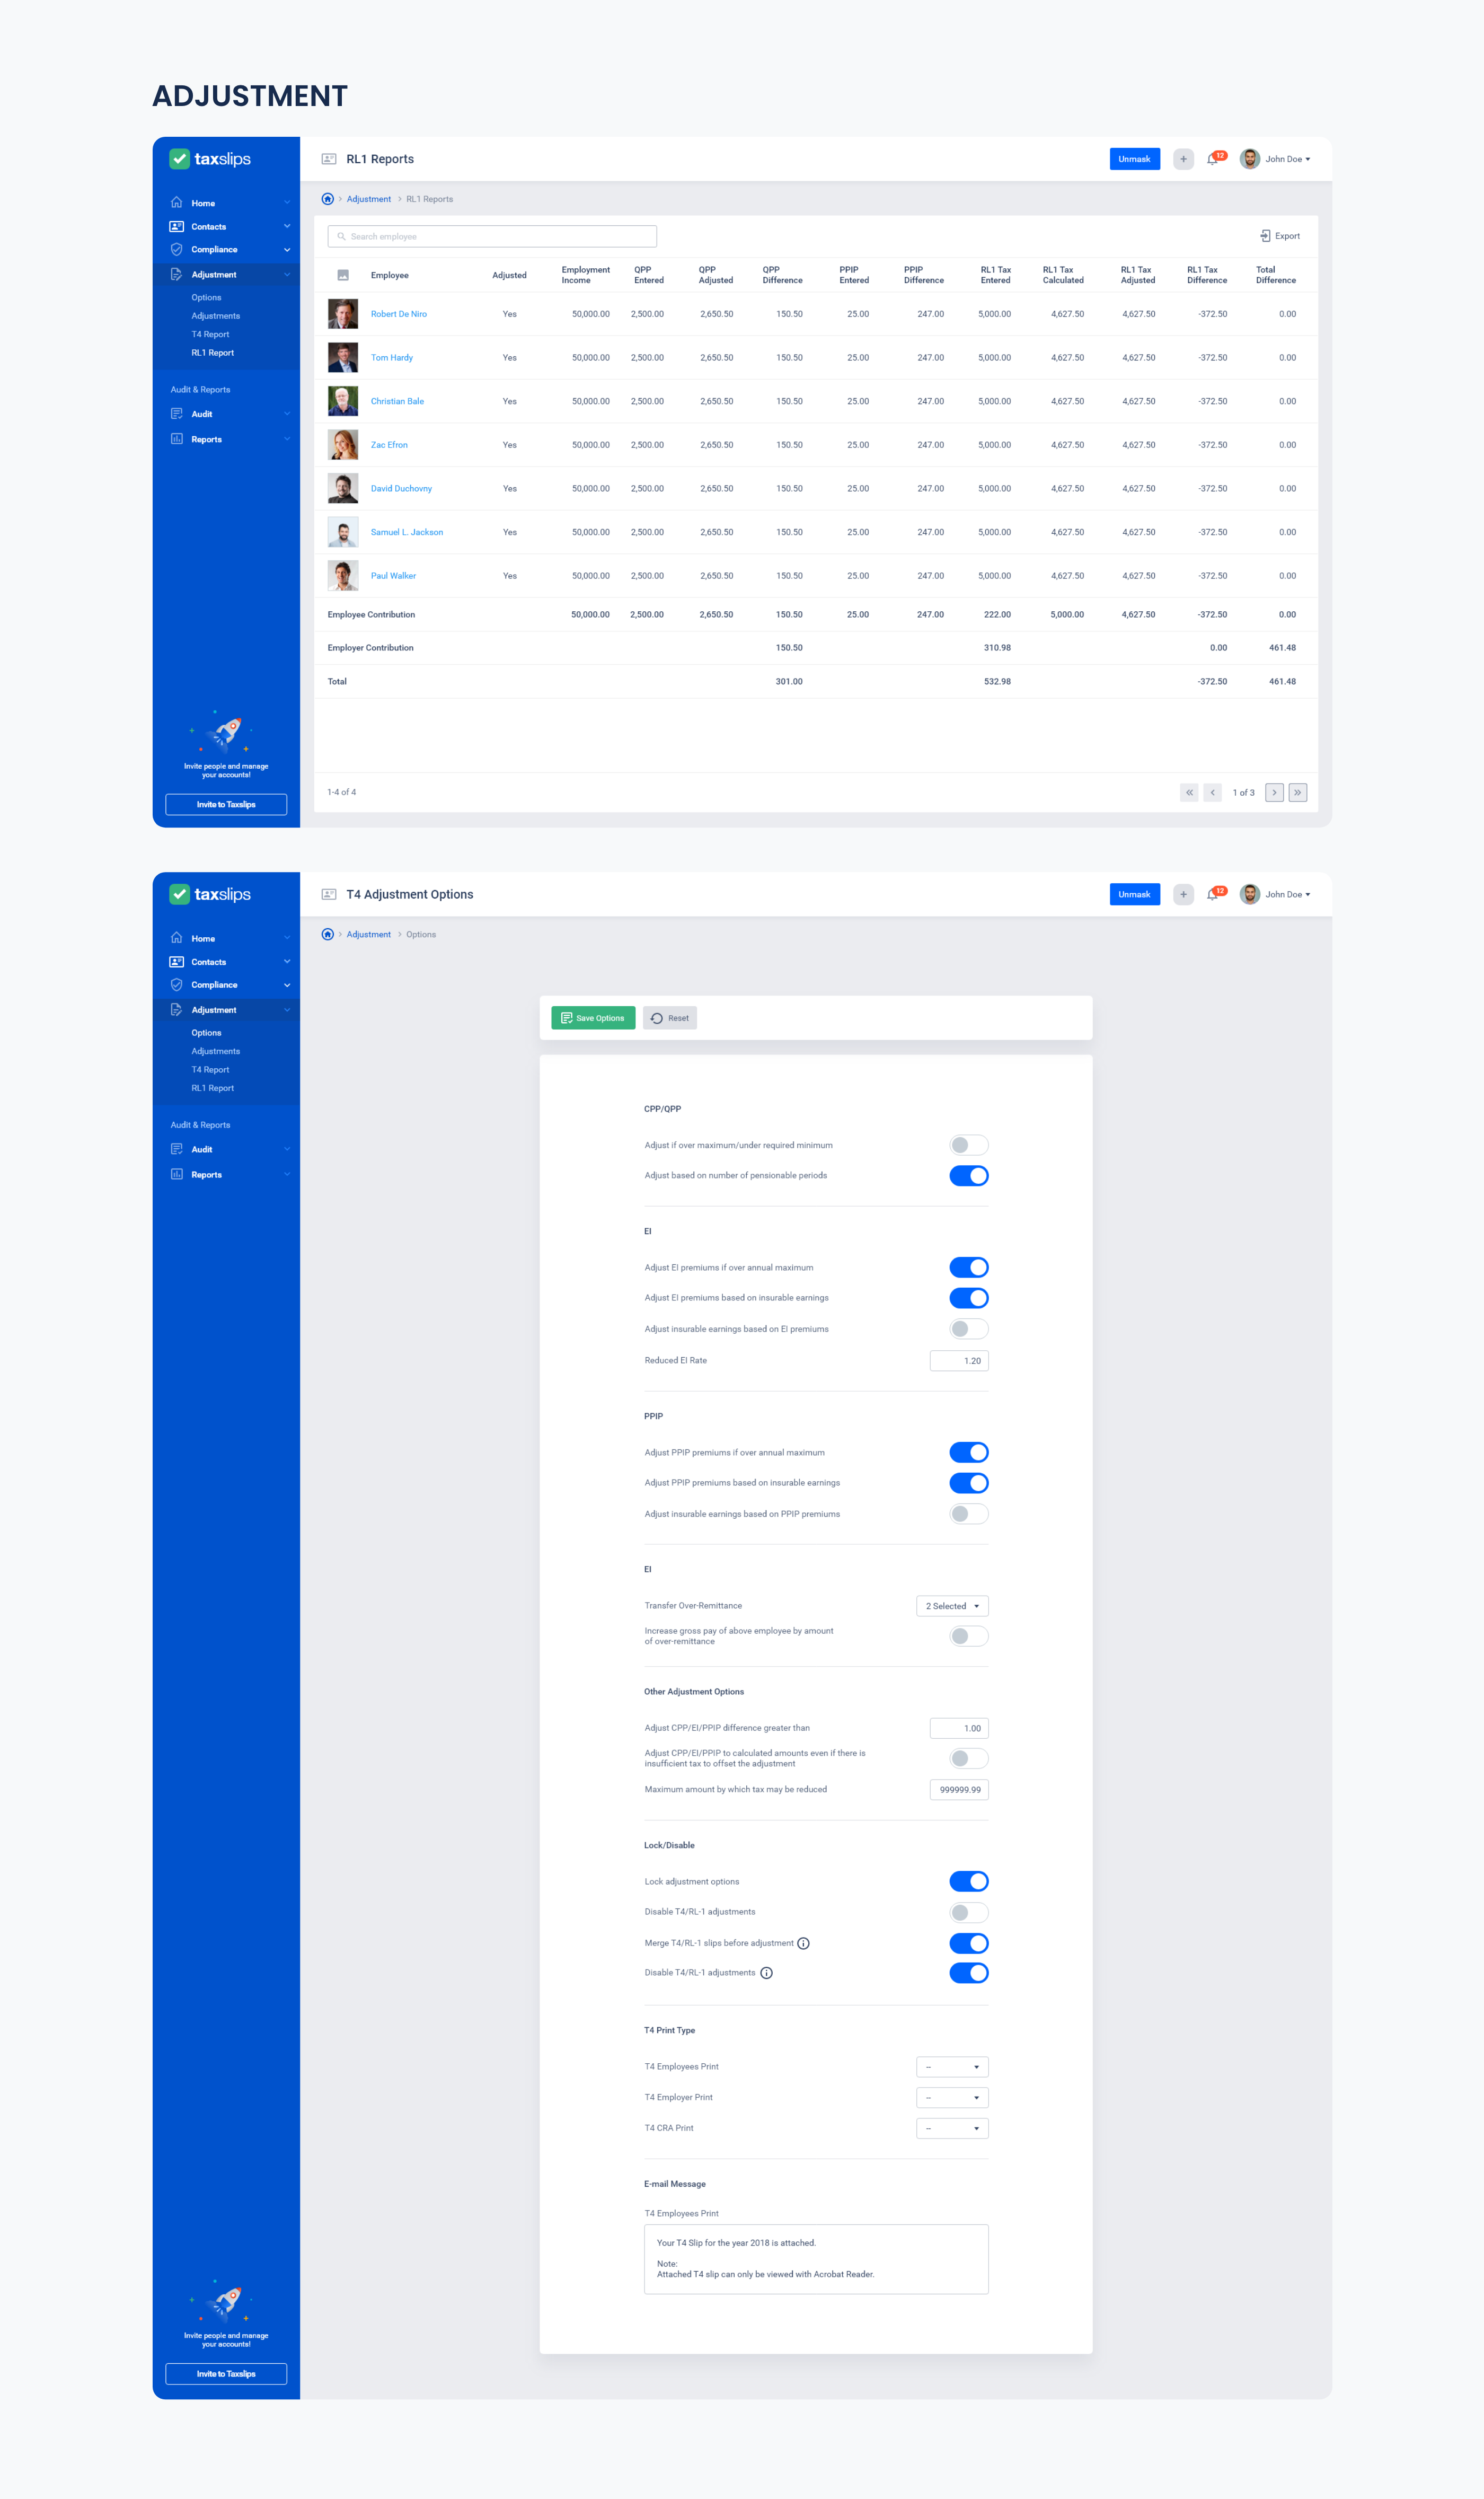 ADJUSTMENT
taxslips
RL1 Reports
Unmask
+
12
John Doe
Home
Contacts
Compliance
Adjustment
Options
Adjustments
T4 Report
RL1 Report
Audit & Reports
Audit
Reports
Invite people and manage
your accounts!
Invite to Taxslips
Adjustment > RL1 Reports
Search employee
Export
Employee Adjusted Employment Income QPP Entered QPP Adjusted QPP Difference PPIP Entered PPIP Difference RL1 Tax Entered RL1 Tax Calculated RL1 Tax Adjusted RL1 Tax Difference Total Difference
Robert De Niro Yes 50,000.00 2,500.00 2,650.50 150.50 25.00 247.00 5,000.00 4,627.50 4,627.50 -372.50 0.00
Tom Hardy Yes 50,000.00 2,500.00 2,650.50 150.50 25.00 247.00 5,000.00 4,627.50 4,627.50 -372.50 0.00
Christian Bale Yes 50,000.00 2,500.00 2,650.50 150.50 25.00 247.00 5,000.00 4,627.50 4,627.50 -372.50 0.00
Zac Efron Yes 50,000.00 2,500.00 2,650.50 150.50 25.00 247.00 5,000.00 4,627.50 4,627.50 -372.50 0.00
David Duchovny Yes 50,000.00 2,500.00 2,650.50 150.50 25.00 247.00 5,000.00 4,627.50 4,627.50 -372.50 0.00
Samuel L. Jackson Yes 50,000.00 2,500.00 2,650.50 150.50 25.00 247.00 5,000.00 4,627.50 4,627.50 -372.50 0.00
Paul Walker Yes 50,000.00 2,500.00 2,650.50 150.50 25.00 247.00 5,000.00 4,627.50 4,627.50 -372.50 0.00
Employee Contribution 50,000.00 2,500.00 2,650.50 150.50 25.00 247.00 222.00 5,000.00 4,627.50 -372.50 0.00
Employer Contribution 150.50 310.98 0.00 461.48
Total 301.00 532.98 -372.50 461.48
1-4 of 4
1 of 3
taxslips
T4 Adjustment Options
Unmask
+
12
John Doe
Home
Contacts
Compliance
Adjustment
Options
Adjustments
T4 Report
RL1 Report
Audit & Reports
Audit
Reports
Invite people and manage
your accounts!
Invite to Taxslips
Adjustment > Options
Save Options
Reset
CPP/QPP
Adjust if over maximum/under required minimum
Adjust based on number of pensionable periods
EI
Adjust EI premiums if over annual maximum
Adjust EI premiums based on insurable earnings
Adjust insurable earnings based on EI premiums
Reduced EI Rate 1.20
PPIP
Adjust PPIP premiums if over annual maximum
Adjust PPIP premiums based on insurable earnings
Adjust insurable earnings based on PPIP premiums
EI
Transfer Over-Remittance 2 Selected
Increase gross pay of above employee by amount
of over-remittance
Other Adjustment Options
Adjust CPP/EI/PPIP difference greater than 1.00
Adjust CPP/EI/PPIP to calculated amounts even if there is
insufficient tax to offset the adjustment
Maximum amount by which tax may be reduced 999999.99
Lock/Disable
Lock adjustment options
Disable T4/RL-1 adjustments
Merge T4/RL-1 slips before adjustment
Disable T4/RL-1 adjustments
T4 Print Type
T4 Employees Print --
T4 Employer Print --
T4 CRA Print --
E-mail Message
T4 Employees Print
Your T4 Slip for the year 2018 is attached.
Note:
Attached T4 slip can only be viewed with Acrobat Reader.